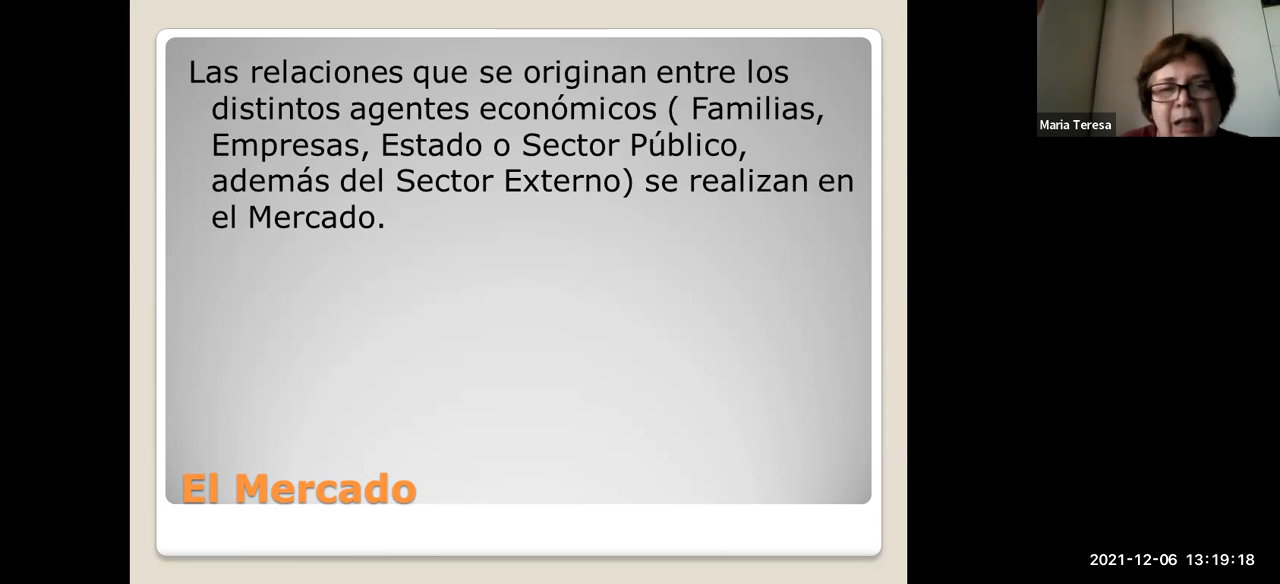 Las relaciones que se originan entre los
distintos agentes económicos ( Familias,
Empresas, Estado o Sector Público,
además del Sector Externo) se realizan en
el Mercado.
El Mercado
Maria Teresa
2021-12-06 13:19:18